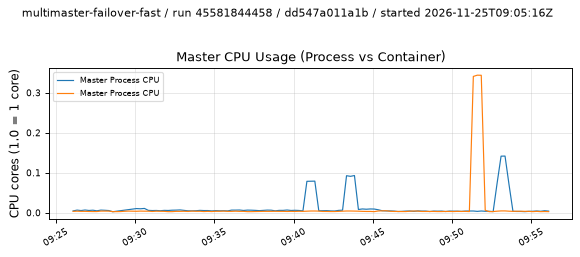 multimaster-failover-fast / run 45581844458 / dd547a011a1b / started 2026-11-25T09:05:16Z
Master CPU Usage (Process vs Container)
Master Process CPU
Master Process CPU
CPU cores (1.0 = 1 core)
0.3
0.2
0.1
0.0
09:25
09:30
09:35
09:40
09:45
09:50
09:55